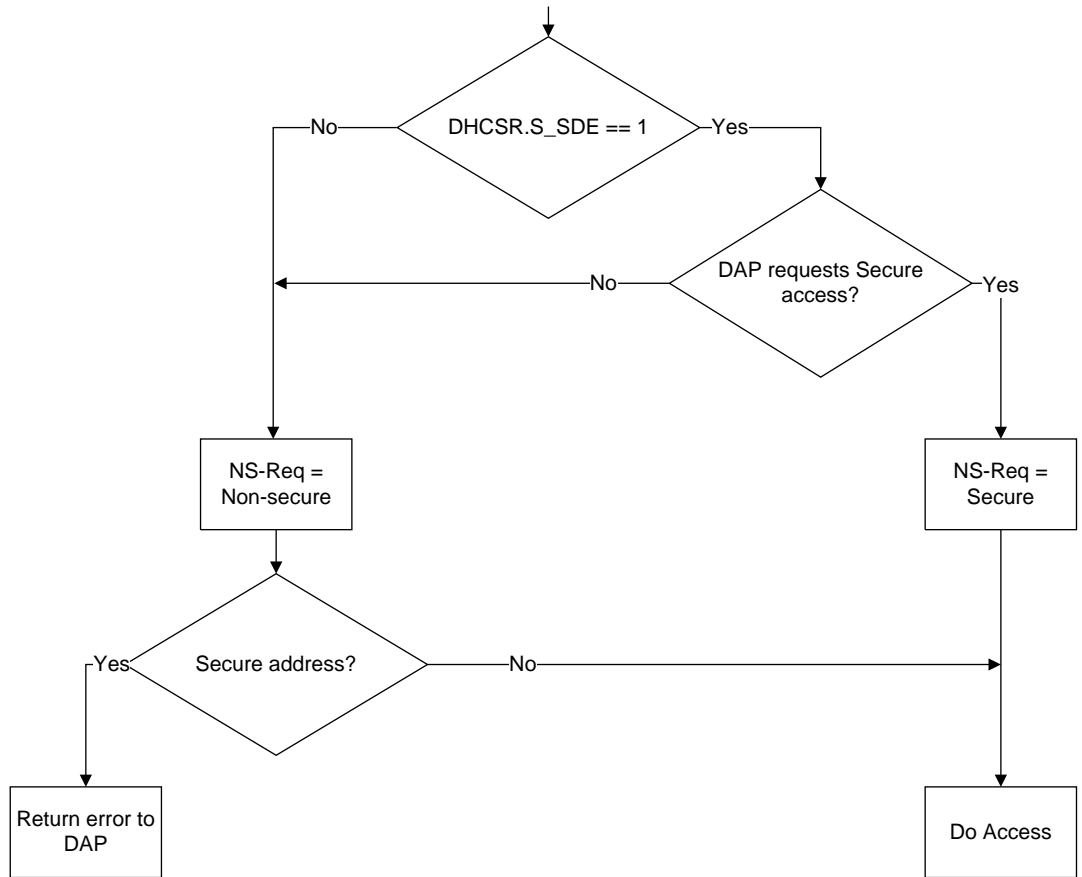 No
DHCSR.S_SDE == 1
Yes
No
DAP requests Secure
access?
Yes
NS-Req =
Non-secure
NS-Req =
Secure
Yes
Secure address?
No
Return error to
DAP
Do Access